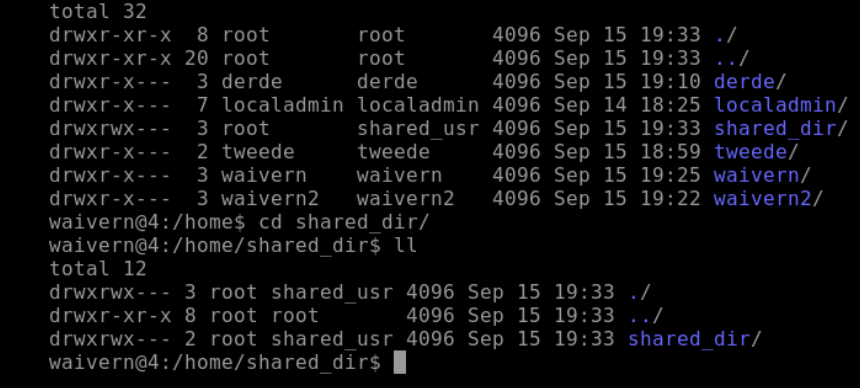 total 32
drwxr-xr-x  8 root       root       4096 Sep 15 19:33 ./
drwxr-xr-x 20 root       root       4096 Sep 15 19:33 ../
drwxr-x---  3 derde      derde      4096 Sep 15 19:10 derde/
drwxr-x---  7 localadmin localadmin 4096 Sep 14 18:25 localadmin/
drwxrwx---  3 root       shared_usr 4096 Sep 15 19:33 shared_dir/
drwxr-x---  2 tweede     tweede     4096 Sep 15 18:59 tweede/
drwxr-x---  3 waivern    waivern    4096 Sep 15 19:25 waivern/
drwxr-x---  3 waivern2   waivern2   4096 Sep 15 19:22 waivern2/
waivern@4:/home$ cd shared_dir/
waivern@4:/home/shared_dir$ ll
total 12
drwxrwx--- 3 root shared_usr 4096 Sep 15 19:33 ./
drwxr-xr-x 8 root root       4096 Sep 15 19:33 ../
drwxrwx--- 2 root shared_usr 4096 Sep 15 19:33 shared_dir/
waivern@4:/home/shared_dir$